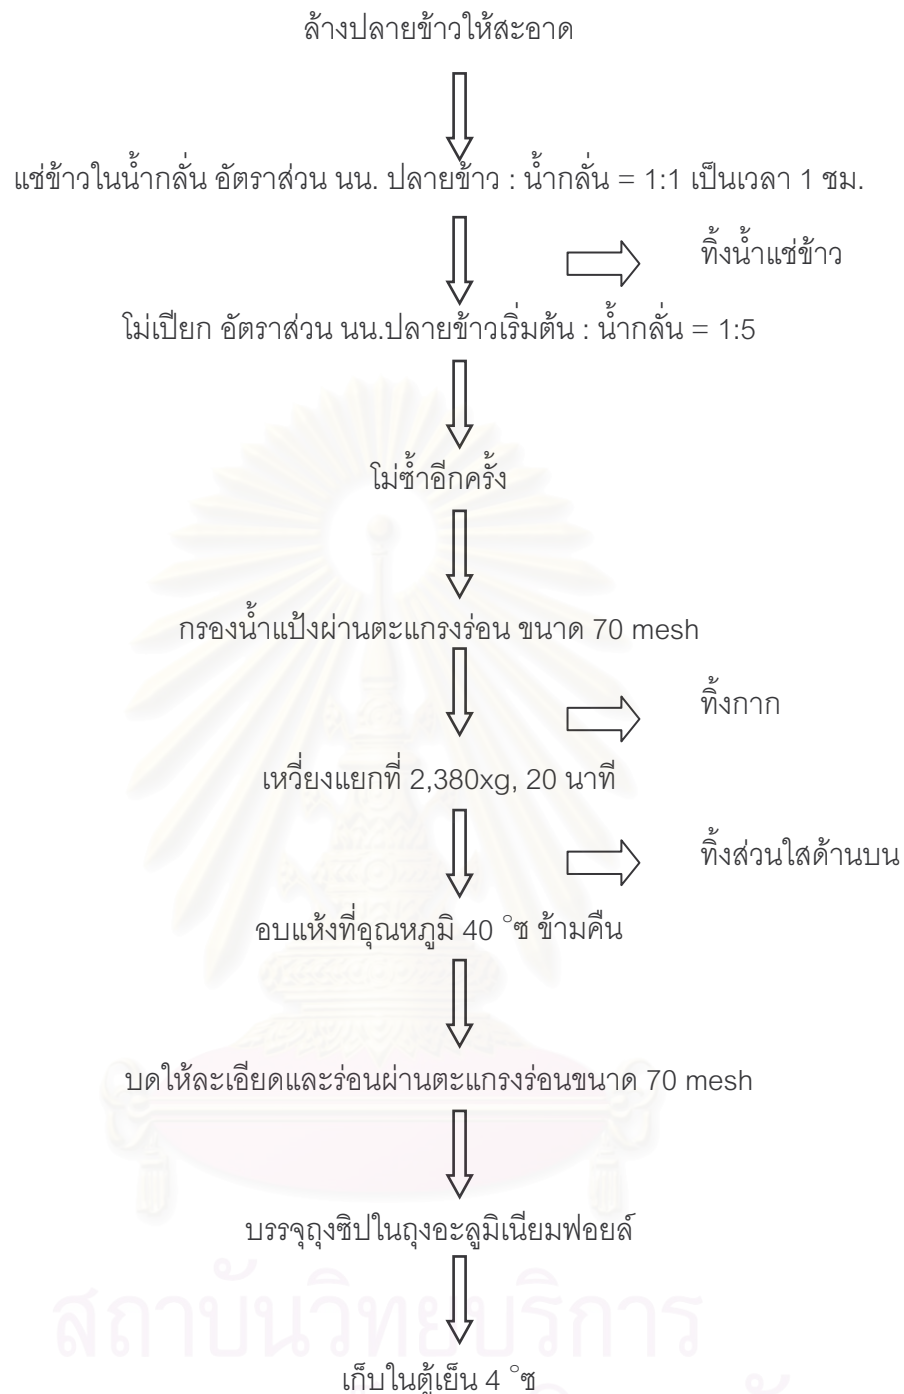 ล้างปลายข้าวให้สะอาด
แช่ข้าวในน้ำกลั่น อัตราส่วน นน. ปลายข้าว : น้ำกลั่น = 1:1 เป็นเวลา 1 ชม.
ทิ้งน้ำแช่ข้าว
โม่เปียก อัตราส่วน นน.ปลายข้าวเริ่มต้น : น้ำกลั่น = 1:5
โม่ซ้ำอีกครั้ง
กรองน้ำแป้งผ่านตะแกรงร่อน ขนาด 70 mesh
ทิ้งกาก
เหวี่ยงแยกที่ 2,380xg, 20 นาที
ทิ้งส่วนใสด้านบน
อบแห้งที่อุณหภูมิ 40 °ซ ข้ามคืน
บดให้ละเอียดและร่อนผ่านตะแกรงร่อนขนาด 70 mesh
บรรจุถุงซิปในถุงอะลูมิเนียมฟอยล์
สถาบันวิทยบริการ
เก็บในตู้เย็น 4 °ซ